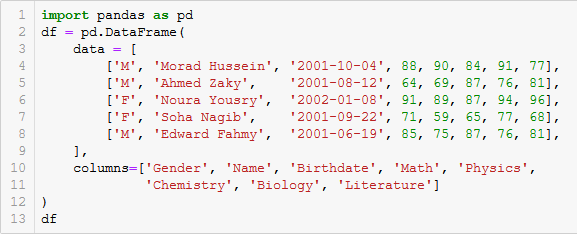 1 import pandas as pd
2 df = pd.DataFrame(
3     data = [
4         ['M', 'Morad Hussein', '2001-10-04', 88, 90, 84, 91, 77],
5         ['M', 'Ahmed Zaky',    '2001-08-12', 64, 69, 87, 76, 81],
6         ['F', 'Noura Yousry',  '2002-01-08', 91, 89, 87, 94, 96],
7         ['F', 'Soha Nagib',    '2001-09-22', 71, 59, 65, 77, 68],
8         ['M', 'Edward Fahmy',  '2001-06-19', 85, 75, 87, 76, 81],
9     ],
10     columns=['Gender', 'Name', 'Birthdate', 'Math', 'Physics',
11              'Chemistry', 'Biology', 'Literature']
12 )
13 df